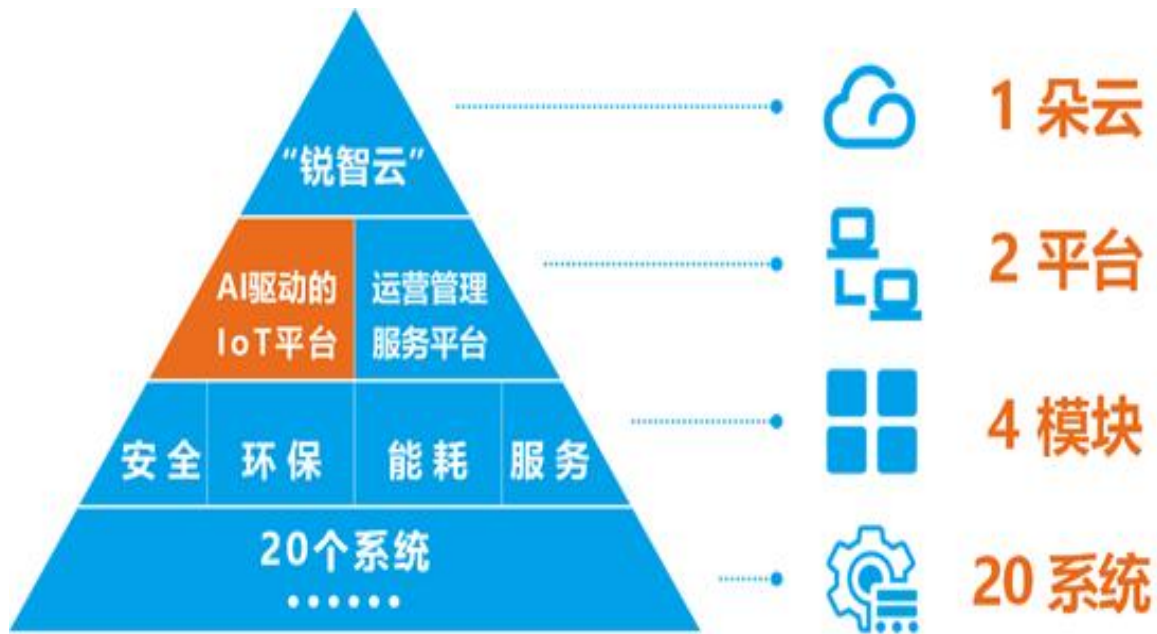 “锐智云”
1 朵云
AI驱动的
IoT平台
运营管理
服务平台
2 平台
安全
环保
能耗
服务
4 模块
20个系统
••••••
20 系统